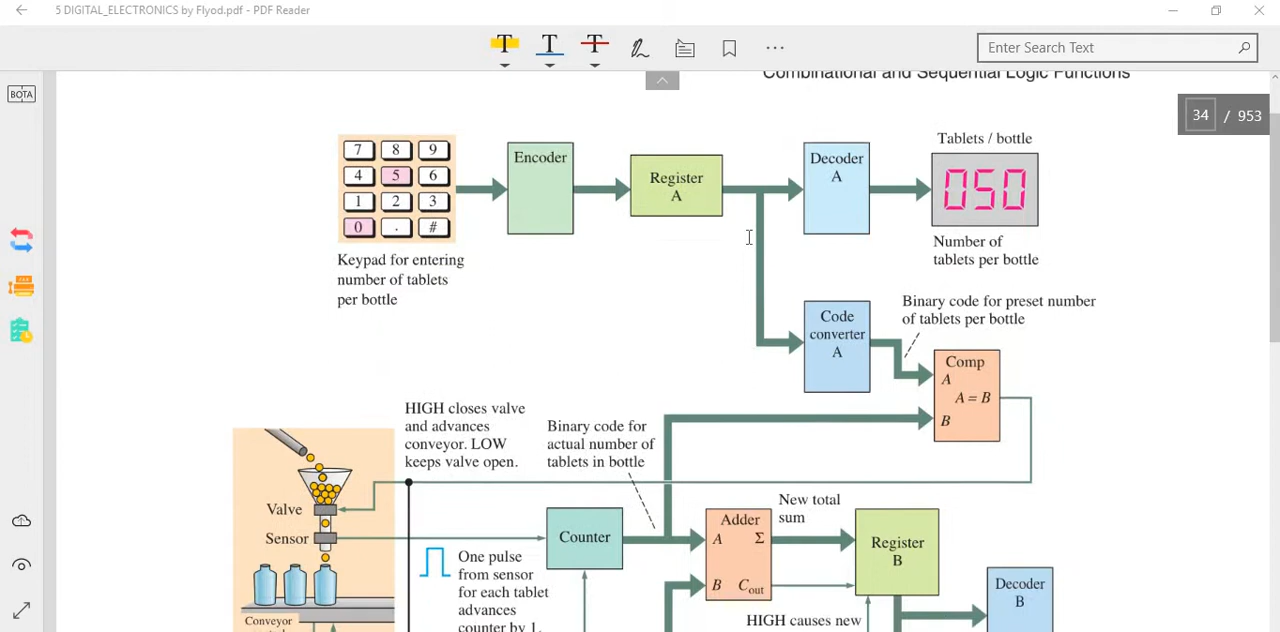 5 DIGITAL_ELECTRONICS by Flyod.pdf - PDF Reader
T T T
Enter Search Text
BOTA
Combinational and Sequential Logic Functions
34 / 953
7 8 9
4 5 6
1 2 3
0 . #
Keypad for entering
number of tablets
per bottle
Encoder
Register
A
Decoder
A
Tablets / bottle
050
Number of
tablets per bottle
Code
converter
A
Binary code for preset number
of tablets per bottle
Comp
A
A = B
B
HIGH closes valve
and advances
conveyor. LOW
keeps valve open.
Binary code for
actual number of
tablets in bottle
Valve
Sensor
Conveyor
One pulse
from sensor
for each tablet
advances
counter by 1.
Counter
Adder
A Σ
B Cout
New total
sum
Register
B
Decoder
B
HIGH causes new